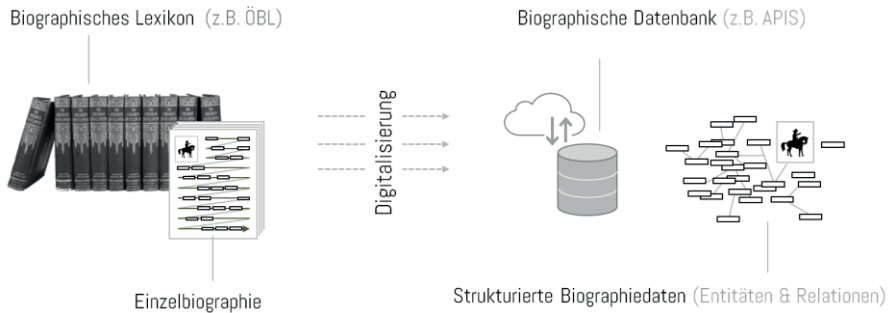 Biographisches Lexikon (z.B. ÖBL)
Biographische Datenbank (z.B. APIS)
Digitalisierung
Einzelbiographie
Strukturierte Biographiedaten (Entitäten & Relationen)